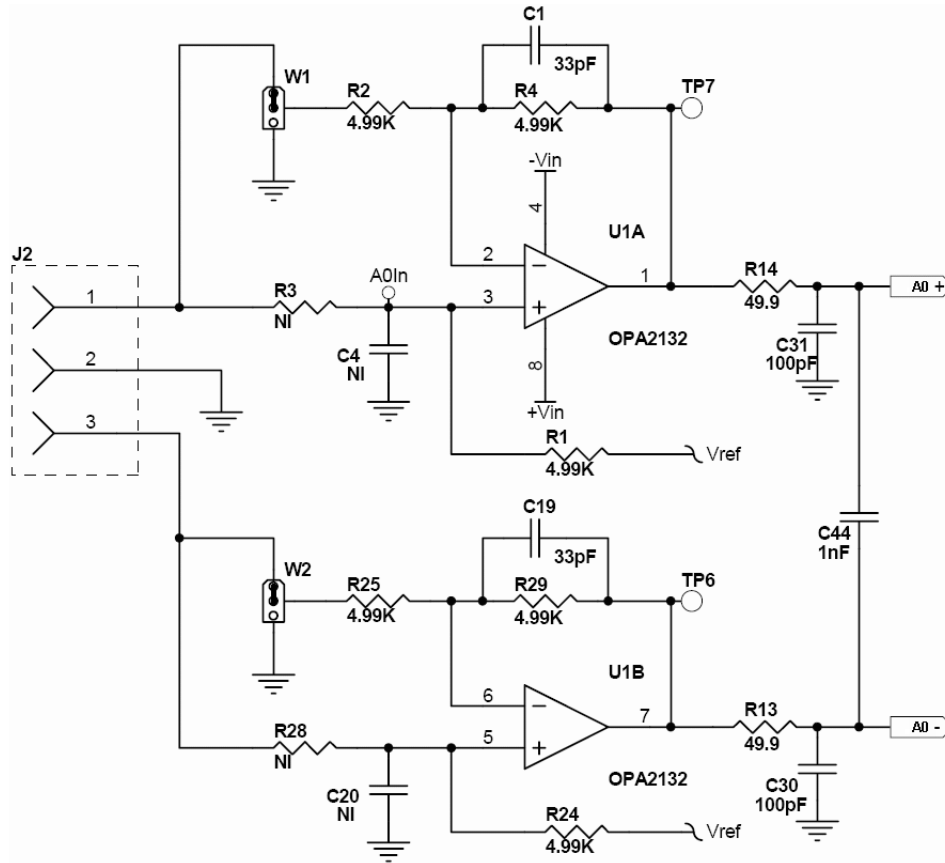 C1
33pF
W1
R2
4.99K
R4
4.99K
TP7
-Vin
4
U1A
J2
1
2
3
R3
NI
A0In
2
3
1
R14
49.9
A0 +
C4
NI
OPA2132
C31
100pF
8
+Vin
R1
4.99K
Vref
C19
33pF
C44
1nF
W2
R25
4.99K
R29
4.99K
TP6
U1B
6
5
7
R28
NI
R13
49.9
A0 -
C20
NI
OPA2132
C30
100pF
R24
4.99K
Vref